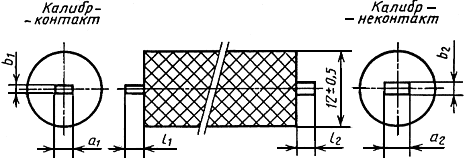 Калибр-
-контакт
Калибр-
-неконтакт
b1
a1
l1
12±0,5
l2
b2
a2